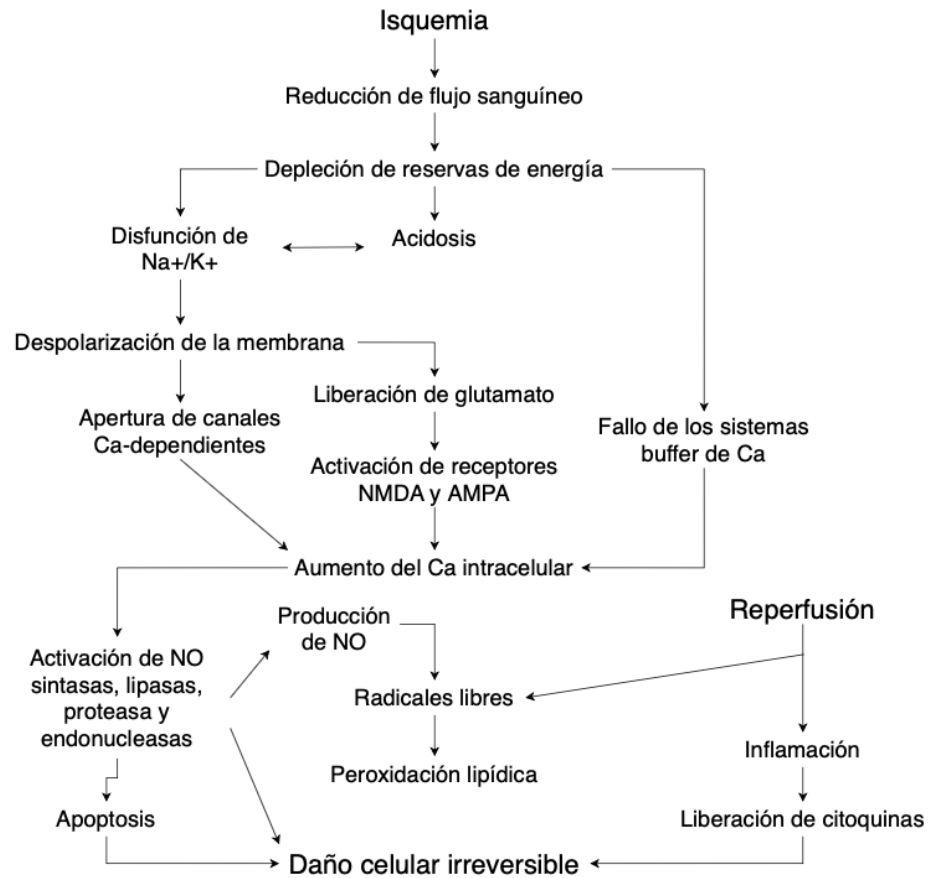 Isquemia
Reducción de flujo sanguíneo
Depleción de reservas de energía
Disfunción de
Na+/K+
Acidosis
Despolarización de la membrana
Liberación de glutamato
Apertura de canales
Ca-dependientes
Fallo de los sistemas
buffer de Ca
Activación de receptores
NMDA y AMPA
Aumento del Ca intracelular
Reperfusión
Producción
de NO
Activación de NO
sintasas, lipasas,
proteasa y
endonucleasas
Radicales libres
Inflamación
Peroxidación lipídica
Apoptosis
Liberación de citoquinas
Daño celular irreversible